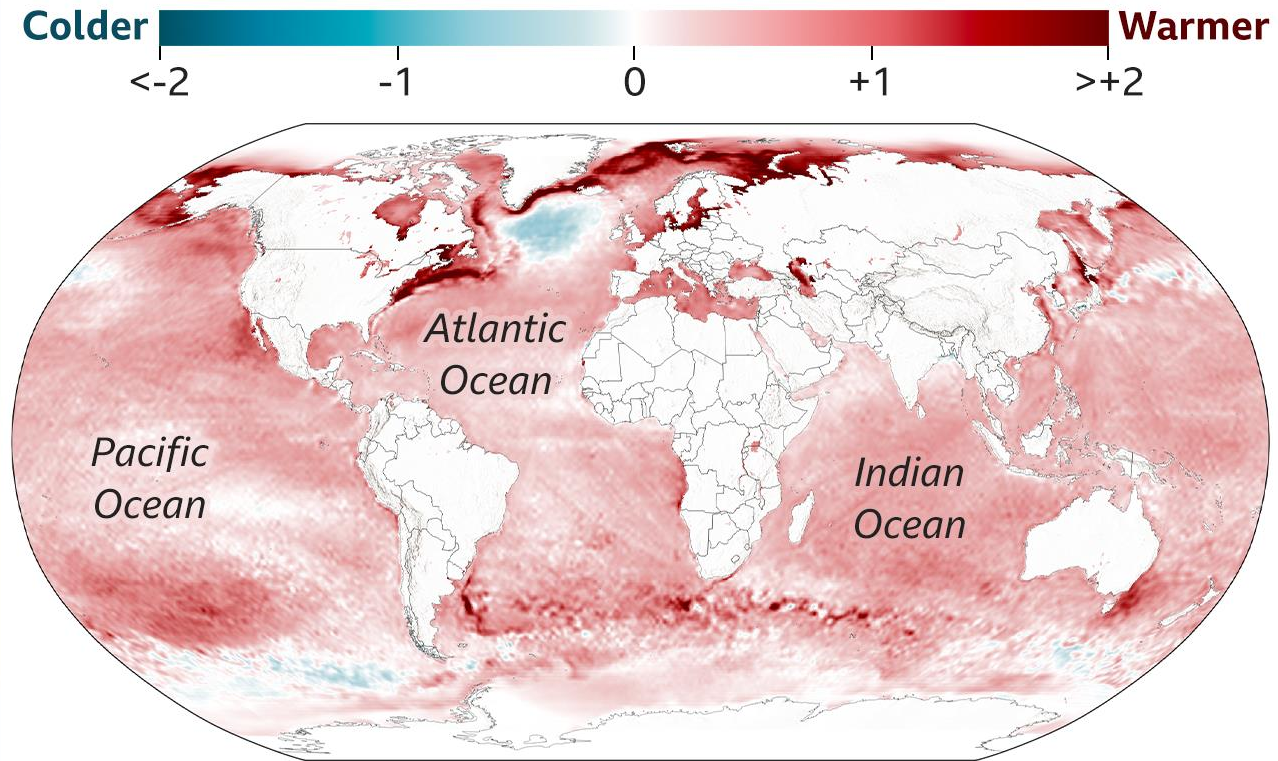 Colder Warmer
<-2 -1 0 +1 >+2
Atlantic
Ocean
Pacific
Ocean
Indian
Ocean